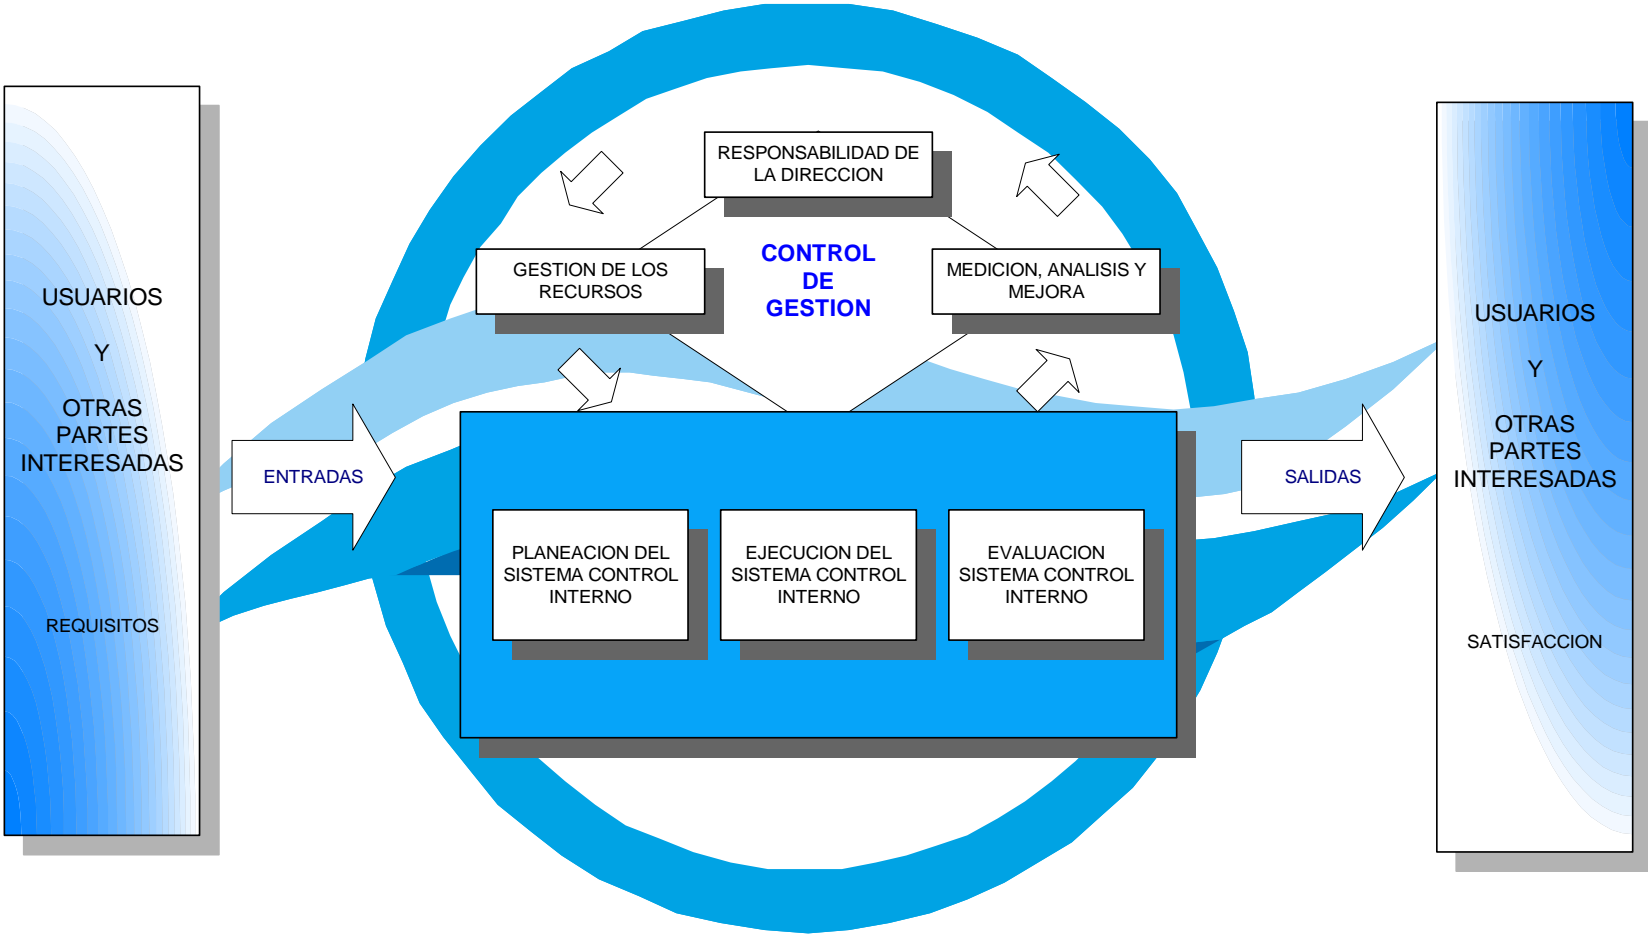 USUARIOS
Y
OTRAS
PARTES
INTERESADAS
REQUISITOS
ENTRADAS
RESPONSABILIDAD DE
LA DIRECCION
GESTION DE LOS
RECURSOS
CONTROL
DE
GESTION
MEDICION, ANALISIS Y
MEJORA
PLANEACION DEL
SISTEMA CONTROL
INTERNO
EJECUCION DEL
SISTEMA CONTROL
INTERNO
EVALUACION
SISTEMA CONTROL
INTERNO
SALIDAS
USUARIOS
Y
OTRAS
PARTES
INTERESADAS
SATISFACCION